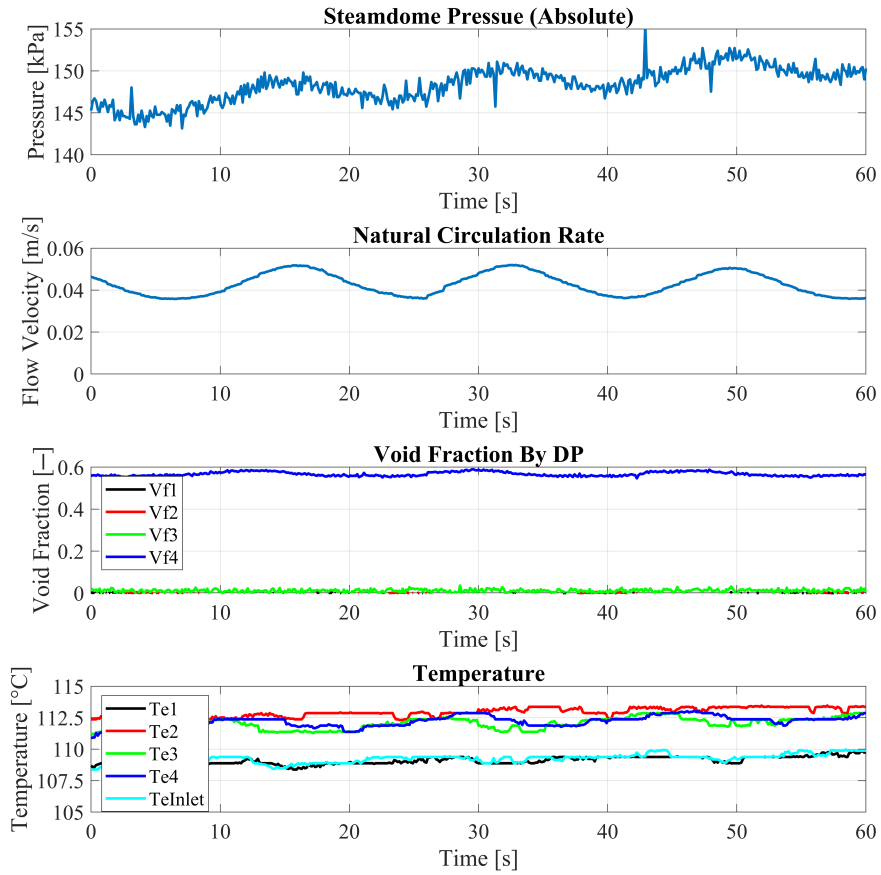 Steamdome Pressue (Absolute)
Pressure [kPa]
155
150
145
140
0 10 20 30 40 50 60
Time [s]
Natural Circulation Rate
Flow Velocity [m/s]
0.06
0.04
0.02
0
0 10 20 30 40 50 60
Time [s]
Void Fraction By DP
Void Fraction [—]
0.6
0.4
0.2
0
Vf1
Vf2
Vf3
Vf4
0 10 20 30 40 50 60
Time [s]
Temperature
Temperature [°C]
115
112.5
110
107.5
105
Te1
Te2
Te3
Te4
TeInlet
0 10 20 30 40 50 60
Time [s]